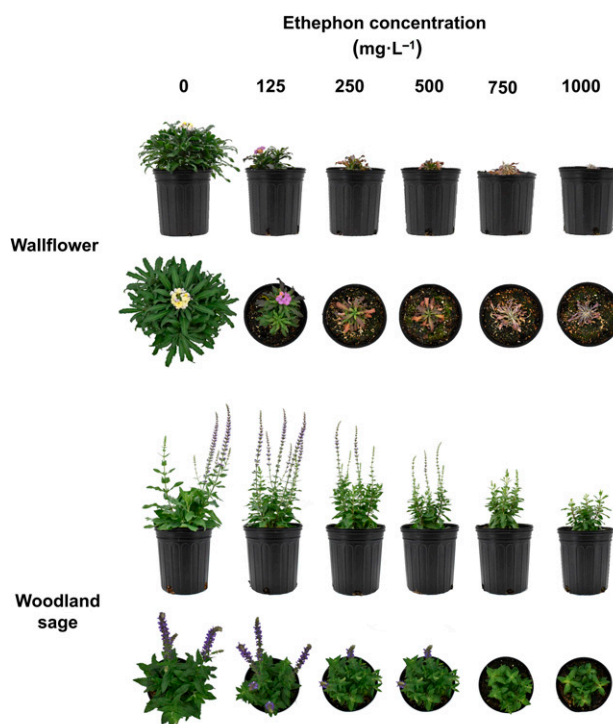 Ethephon concentration
(mg·L⁻¹)
0 125 250 500 750 1000
Wallflower
Woodland
sage